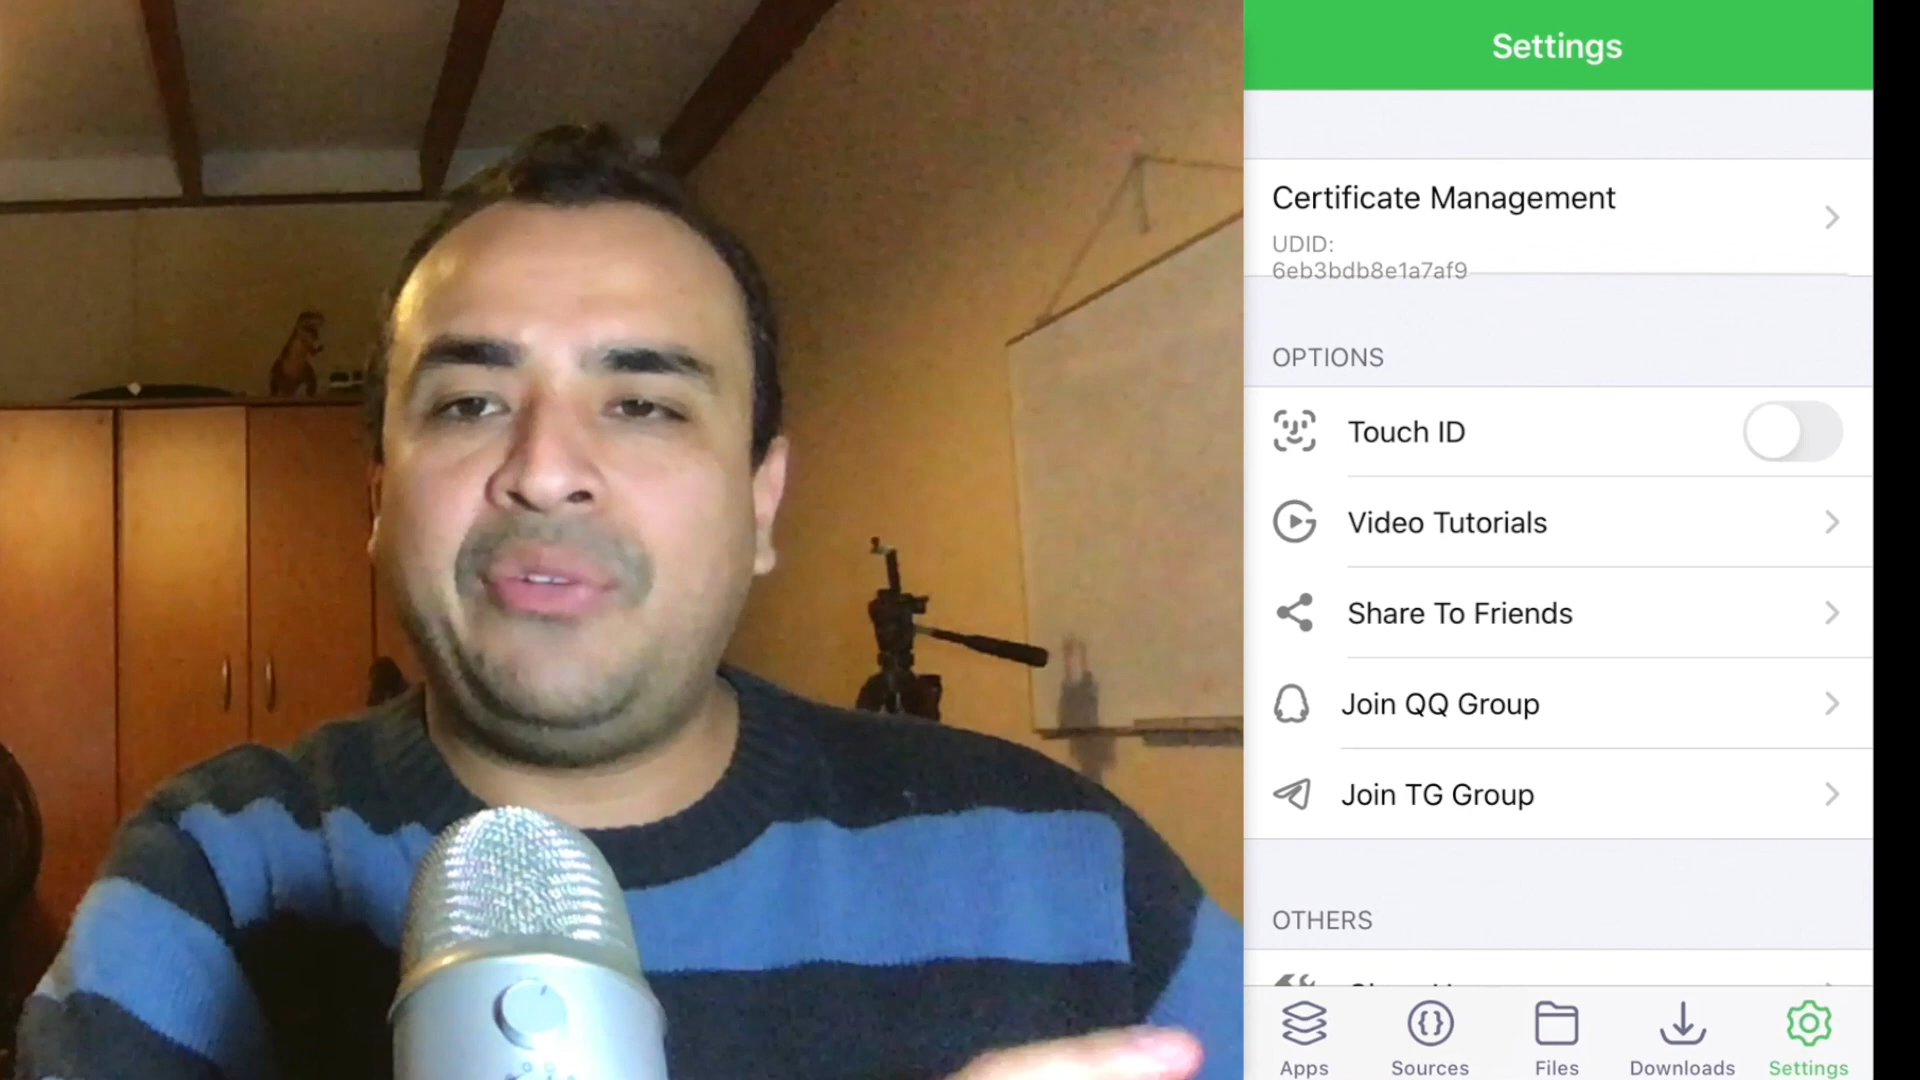 Settings
Certificate Management
UDID:
6eb3bdb8e1a7af9
OPTIONS
Touch ID
Video Tutorials
Share To Friends
Join QQ Group
Join TG Group
OTHERS
Apps
Sources
Files
Downloads
Settings